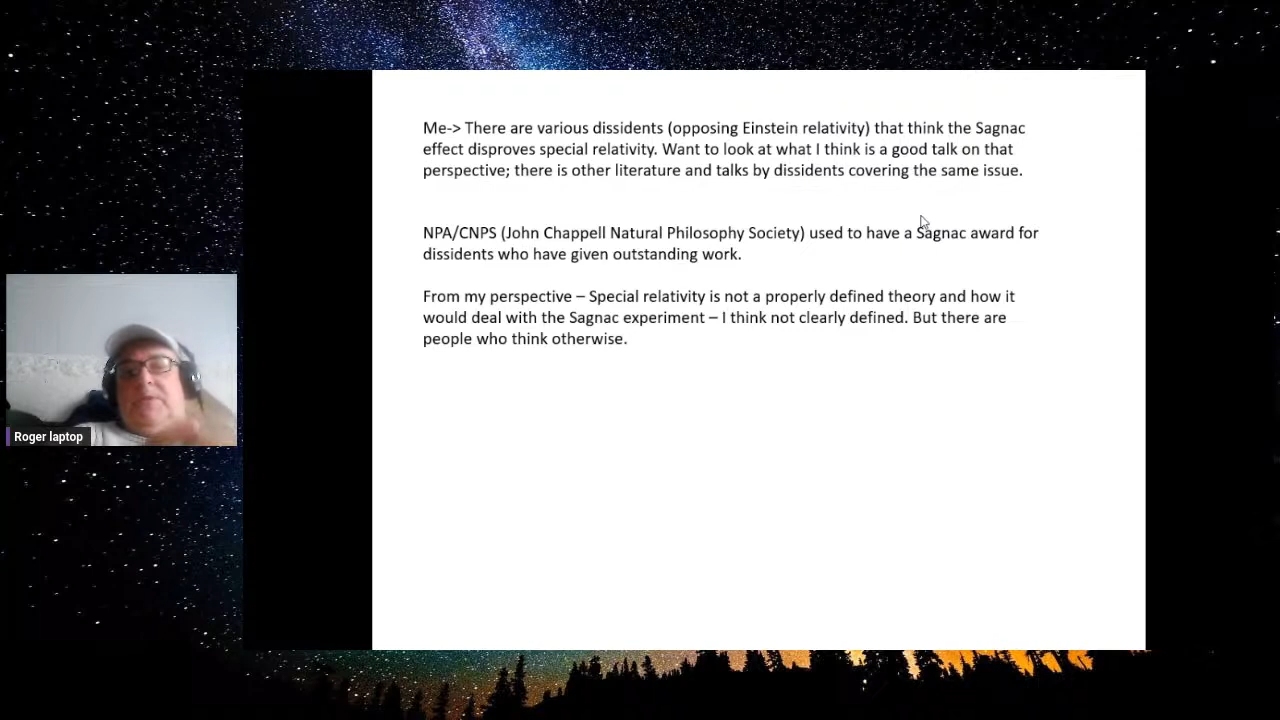 Me-> There are various dissidents (opposing Einstein relativity) that think the Sagnac
effect disproves special relativity. Want to look at what I think is a good talk on that
perspective; there is other literature and talks by dissidents covering the same issue.
NPA/CNPS (John Chappell Natural Philosophy Society) used to have a Sagnac award for
dissidents who have given outstanding work.
From my perspective – Special relativity is not a properly defined theory and how it
would deal with the Sagnac experiment – I think not clearly defined. But there are
people who think otherwise.
Roger laptop